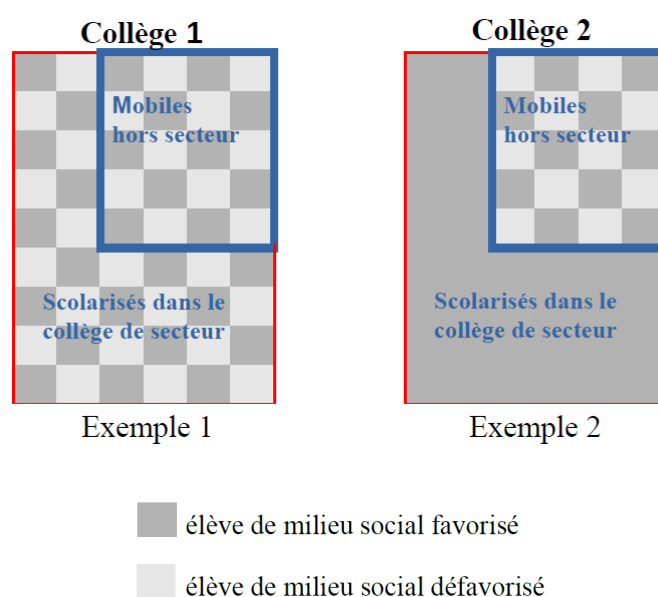 Collège 1
Collège 2
Mobiles
hors secteur
Mobiles
hors secteur
Scolarisés dans le
collège de secteur
Scolarisés dans le
collège de secteur
Exemple 1
Exemple 2
élève de milieu social favorisé
élève de milieu social défavorisé